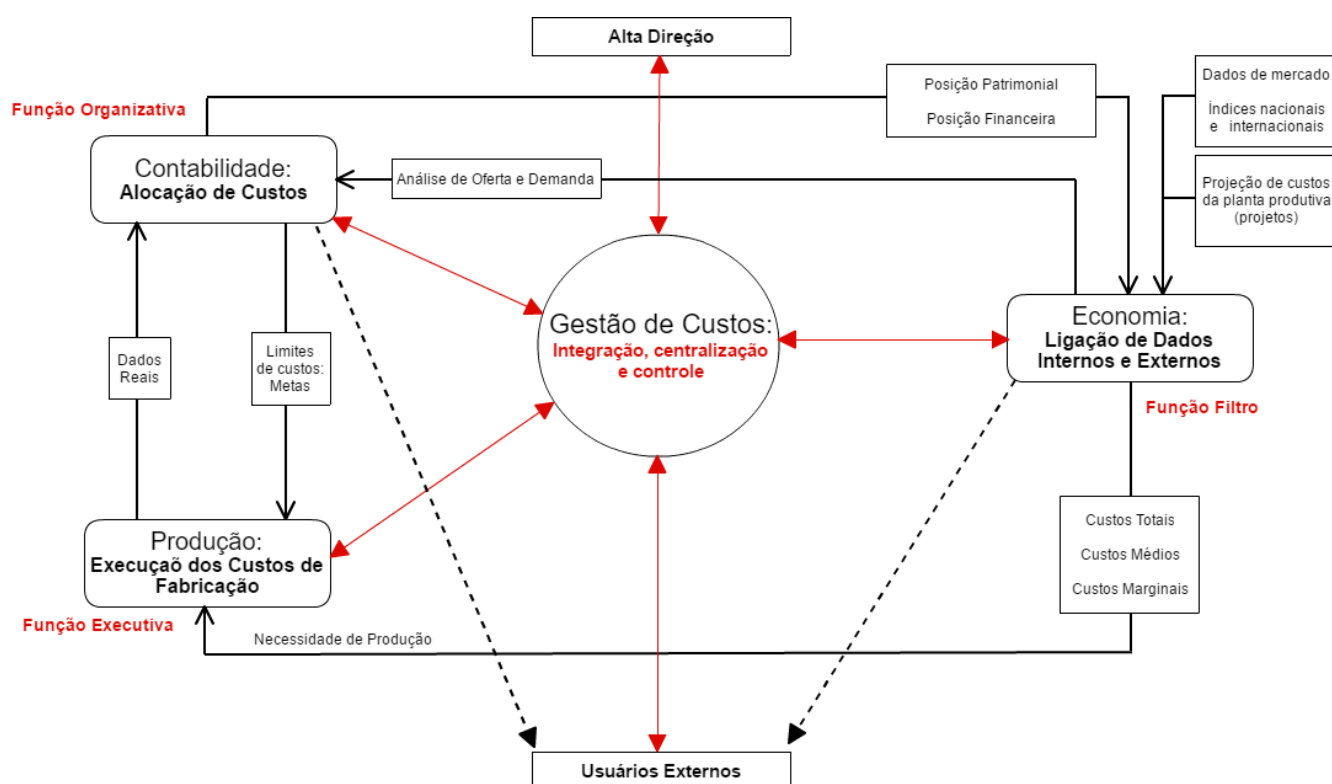 Alta Direção
Função Organizativa
Posição Patrimonial
Posição Financeira
Dados de mercado
Índices nacionais
e internacionais
Contabilidade:
Alocação de Custos
Análise de Oferta e Demanda
Projeção de custos
da planta produtiva
(projetos)
Gestão de Custos:
Integração, centralização
e controle
Economia:
Ligação de Dados
Internos e Externos
Função Filtro
Dados
Reais
Limites
de custos:
Metas
Produção:
Execuçaõ dos Custos de
Fabricação
Função Executiva
Custos Totais
Custos Médios
Custos Marginais
Necessidade de Produção
Usuários Externos